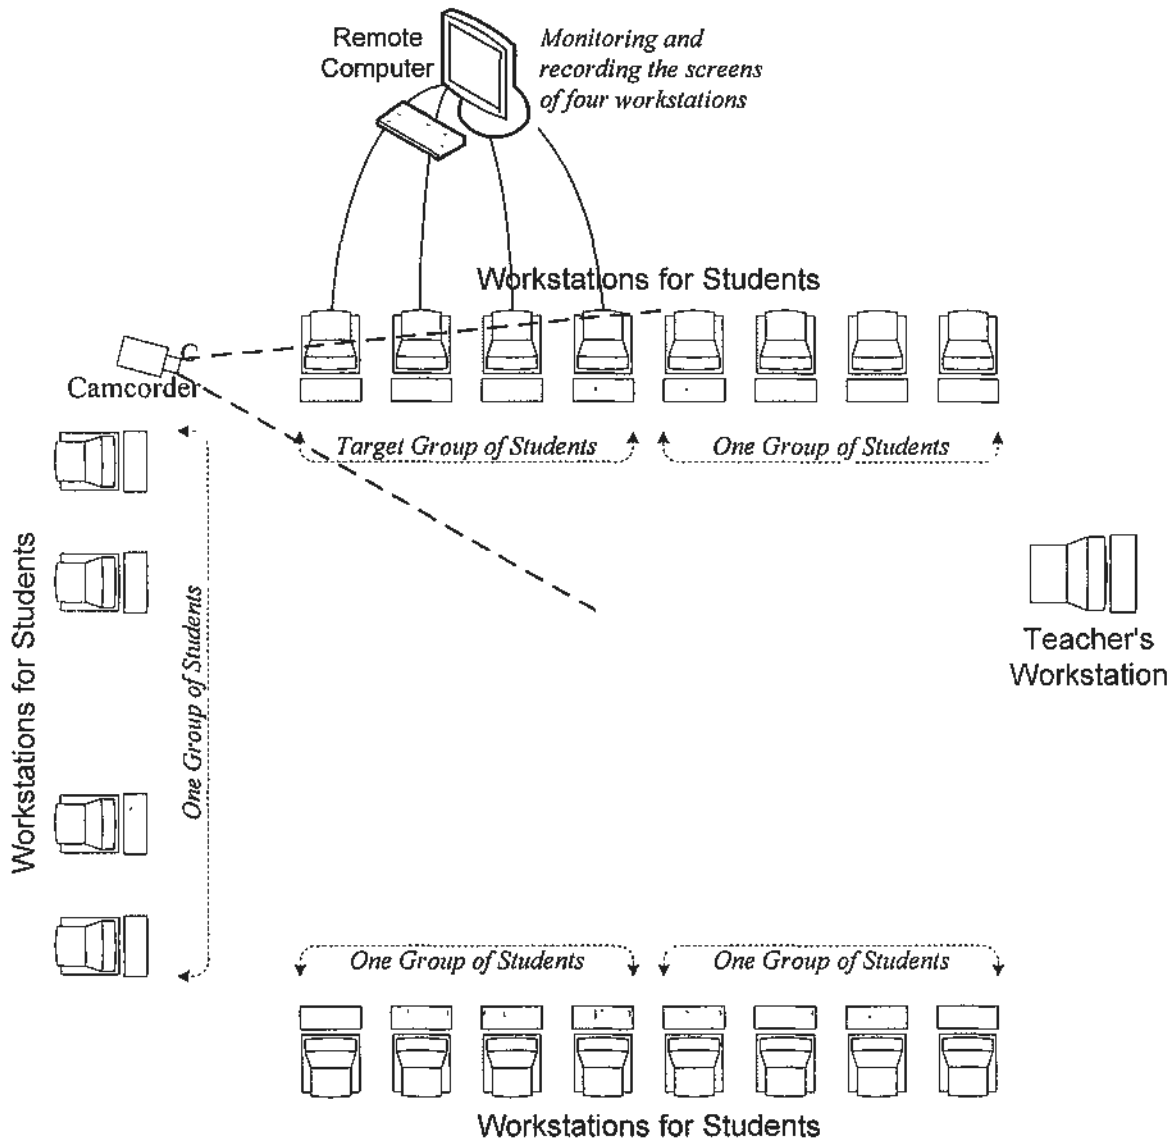 Remote
Computer
Monitoring and
recording the screens
of four workstations
Workstations for Students
C
Camcorder
Target Group of Students
One Group of Students
Workstations for Students
One Group of Students
Teacher's
Workstation
One Group of Students
One Group of Students
Workstations for Students